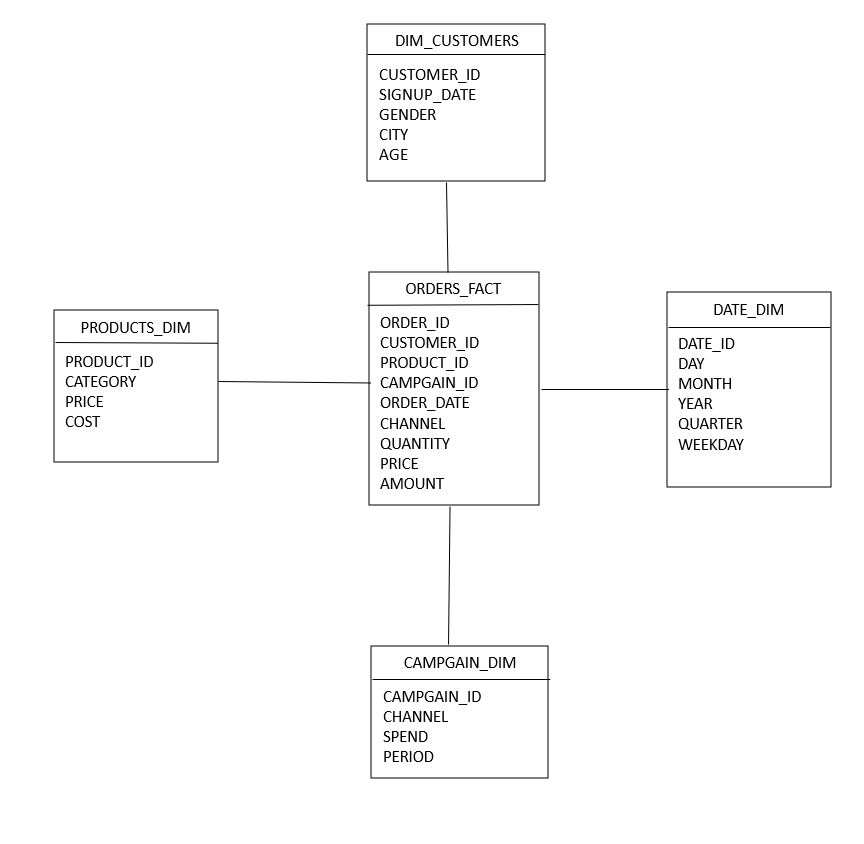 DIM_CUSTOMERS
CUSTOMER_ID
SIGNUP_DATE
GENDER
CITY
AGE
PRODUCTS_DIM
PRODUCT_ID
CATEGORY
PRICE
COST
ORDERS_FACT
ORDER_ID
CUSTOMER_ID
PRODUCT_ID
CAMPGAIN_ID
ORDER_DATE
CHANNEL
QUANTITY
PRICE
AMOUNT
DATE_DIM
DATE_ID
DAY
MONTH
YEAR
QUARTER
WEEKDAY
CAMPGAIN_DIM
CAMPGAIN_ID
CHANNEL
SPEND
PERIOD